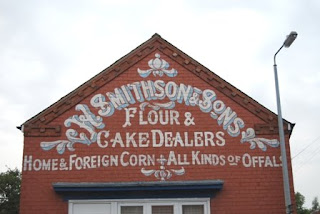 W. SMITHSON & SONS
FLOUR &
CAKE DEALERS
HOME & FOREIGN CORN + ALL KINDS OF OFFALS